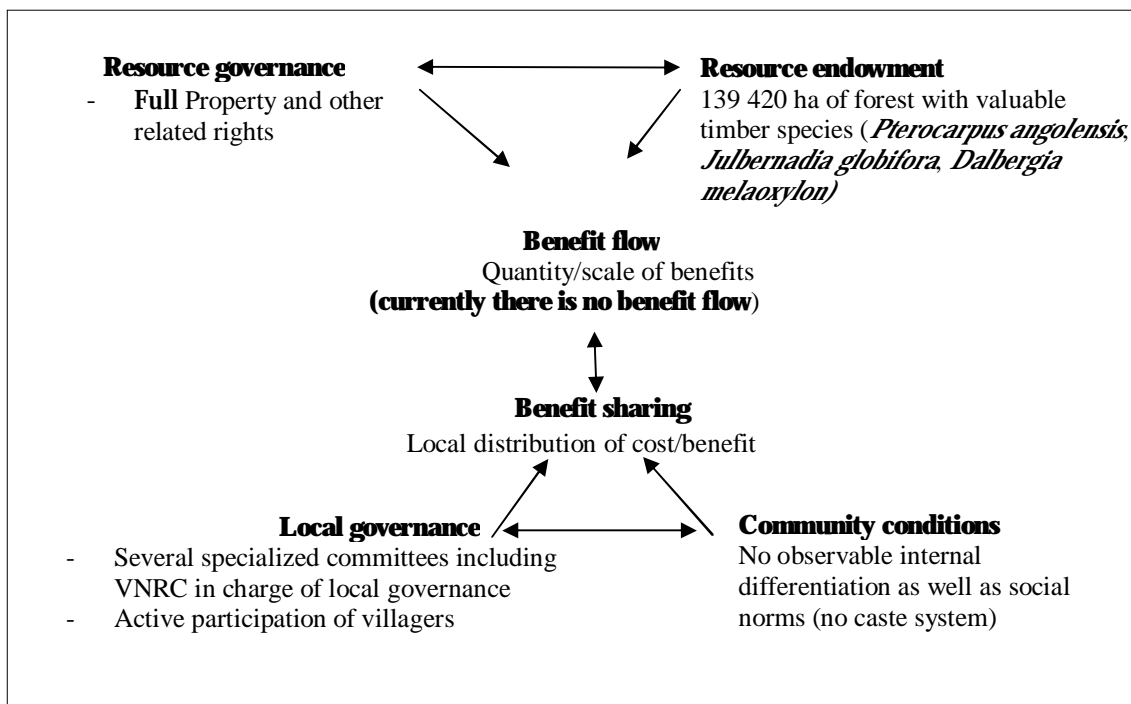 Resource governance
- Full Property and other
related rights
Resource endowment
139 420 ha of forest with valuable
timber species (Pterocarpus angolensis,
Julbernadia globifora, Dalbergia
melaoxylon)
Benefit flow
Quantity/scale of benefits
(currently there is no benefit flow)
Benefit sharing
Local distribution of cost/benefit
Local governance
- Several specialized committees including
VNRC in charge of local governance
- Active participation of villagers
Community conditions
No observable internal
differentiation as well as social
norms (no caste system)